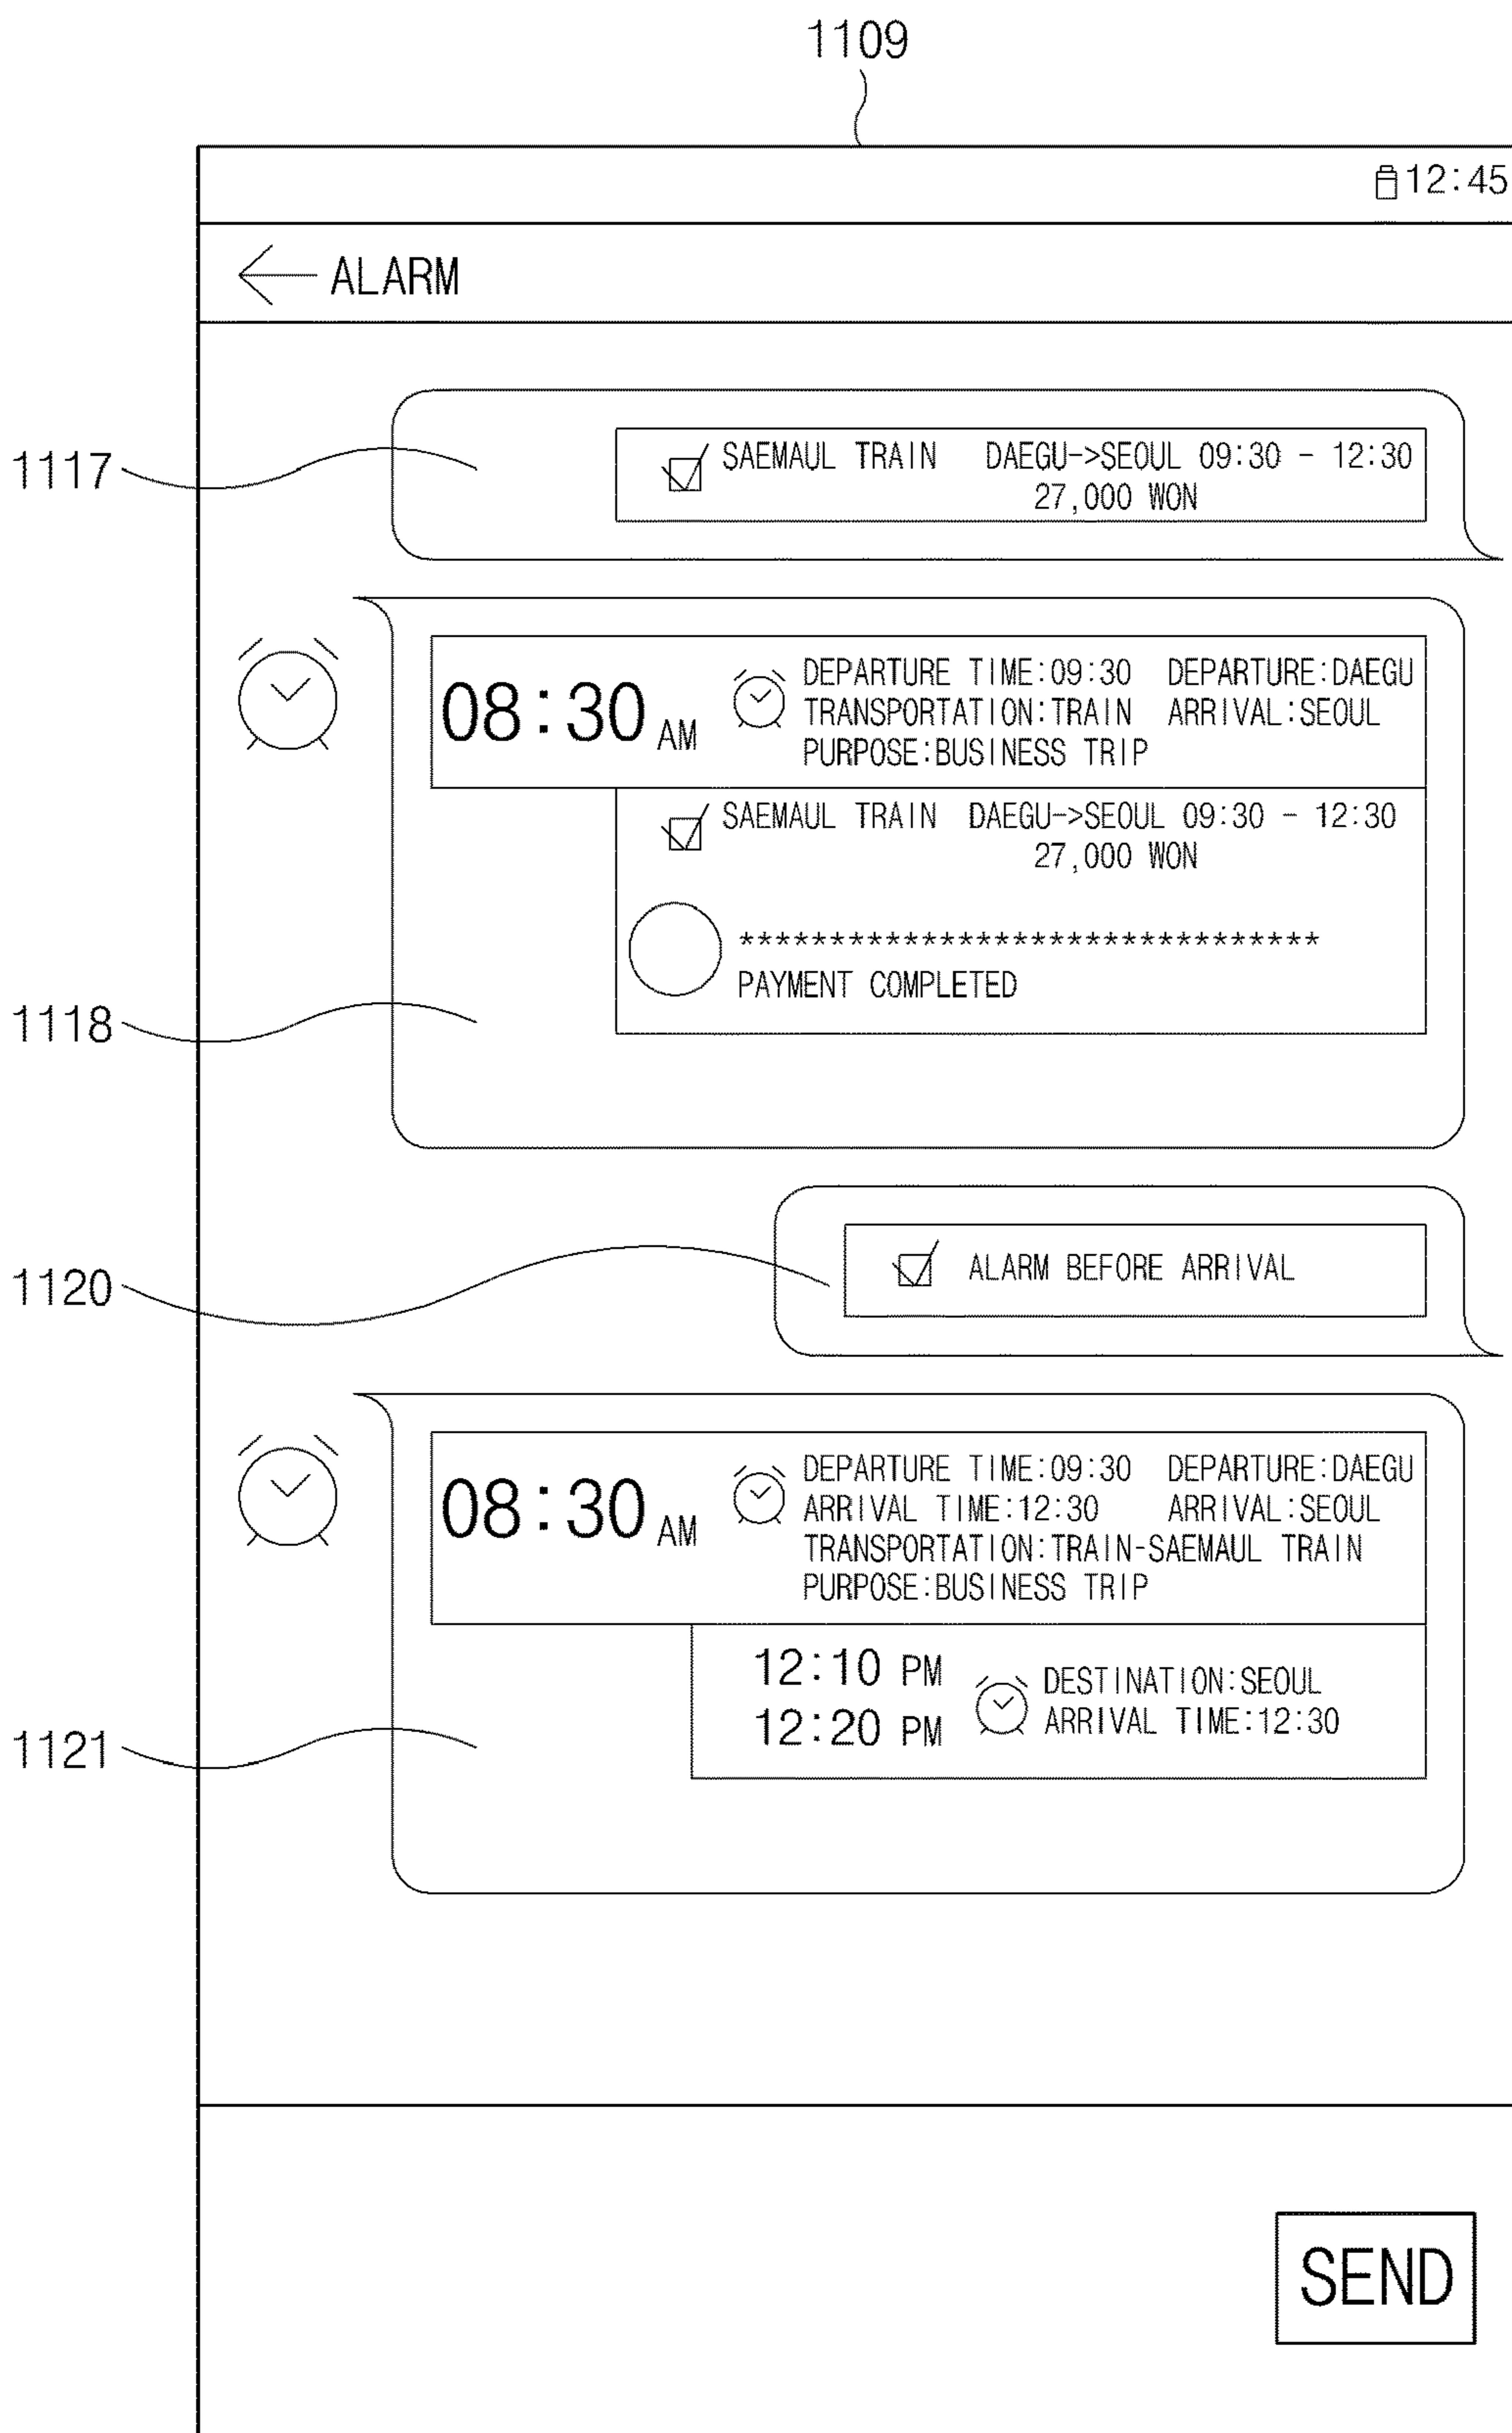 1109
12:45
ALARM
1117
SAEMAUL TRAIN DAEGU->SEOUL 09:30 - 12:30
27,000 WON
08:30 AM
DEPARTURE TIME:09:30 DEPARTURE:DAEGU
TRANSPORTATION:TRAIN ARRIVAL:SEOUL
PURPOSE:BUSINESS TRIP
SAEMAUL TRAIN DAEGU->SEOUL 09:30 - 12:30
27,000 WON
********************************
PAYMENT COMPLETED
1118
1120
ALARM BEFORE ARRIVAL
08:30 AM
DEPARTURE TIME:09:30 DEPARTURE:DAEGU
ARRIVAL TIME:12:30 ARRIVAL:SEOUL
TRANSPORTATION:TRAIN-SAEMAUL TRAIN
PURPOSE:BUSINESS TRIP
12:10 PM
12:20 PM
DESTINATION:SEOUL
ARRIVAL TIME:12:30
1121
SEND